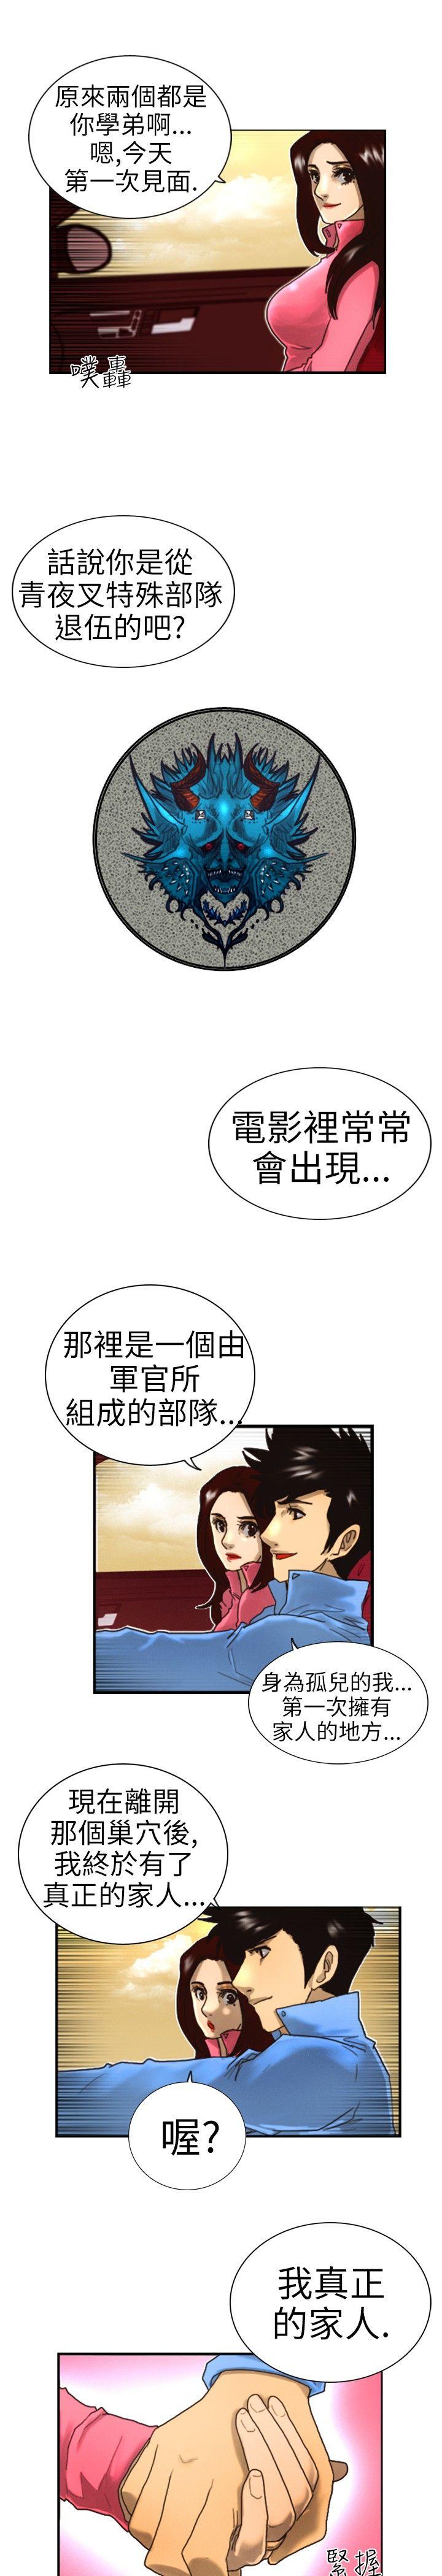 原來兩個都是
你學弟啊...
嗯,今天
第一次見面.
噗轟
話說你是從
青夜叉特殊部隊
退伍的吧?
電影裡常常
會出現...
那裡是一個由
軍官所
組成的部隊...
身為孤兒的我...
第一次擁有
家人的地方...
現在離開
那個巢穴後,
我終於有了
真正的家人...
喔?
我真正
的家人.
緊握